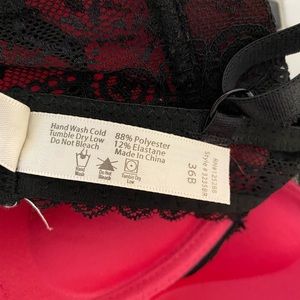 Hand Wash Cold
Tumble Dry Low
Do Not Bleach
88% Polyester
12% Elastane
Made In China
Hand
Wash
Do Not
Bleach
Tumble Dry
Low
36B